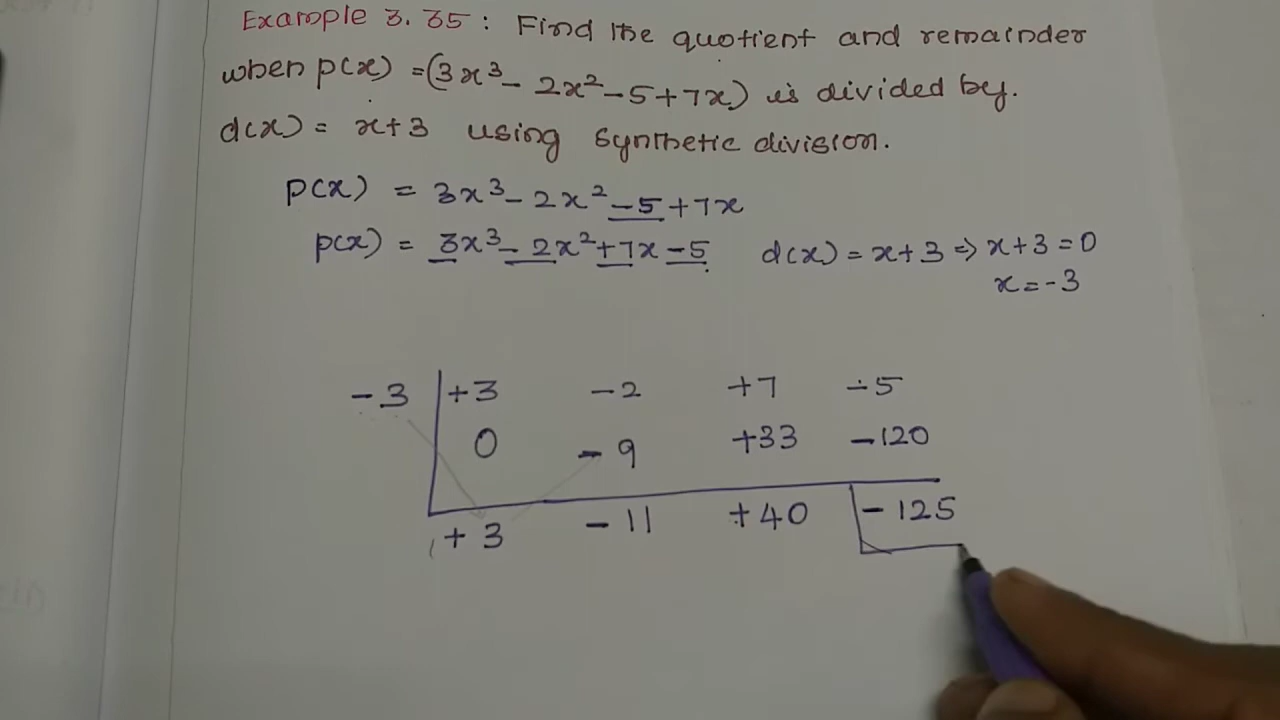 Example 3.35: Find the quotient and remainder
when p(x) = (3x³ - 2x² - 5 + 7x) is divided by.
d(x) = x+3 using synthetic division.
p(x) = 3x³ - 2x² - 5 + 7x
p(x) = 3x³ - 2x² + 7x - 5 d(x) = x+3 ⇒ x+3 = 0
x = -3
-3 | +3 -2 +7 -5
0 -9 +33 -120
+3 -11 +40 | -125